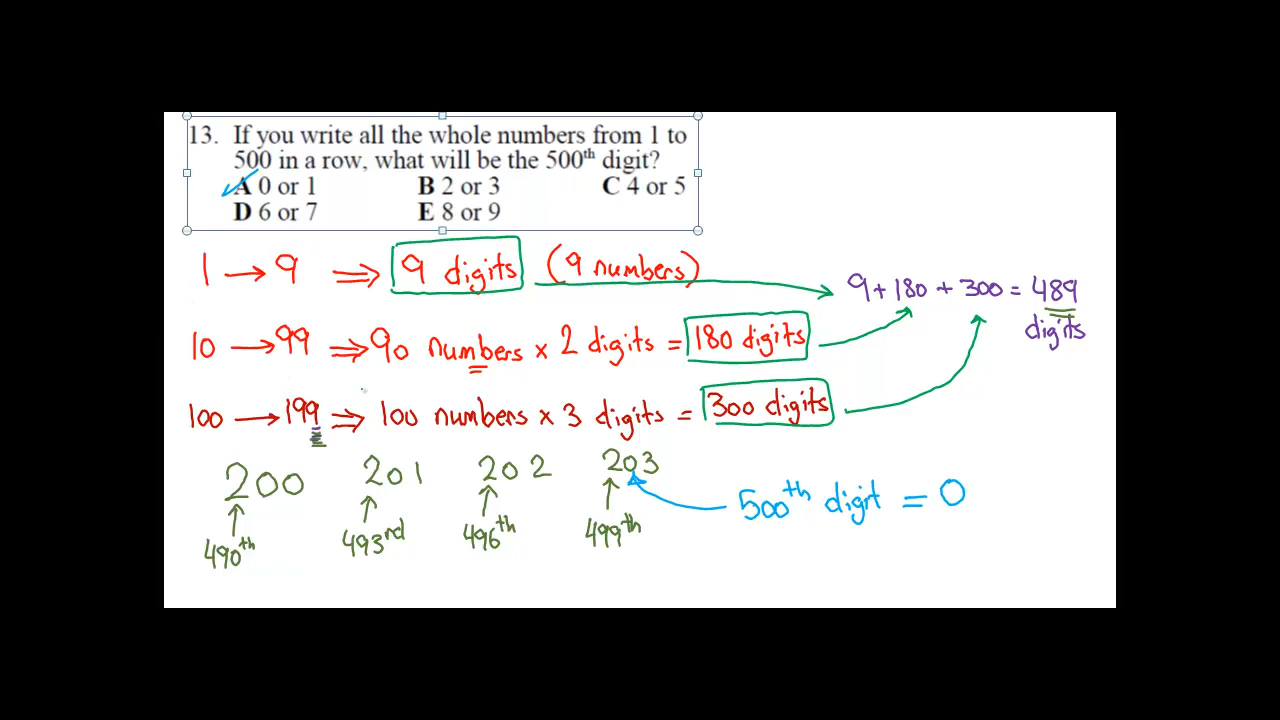 13. If you write all the whole numbers from 1 to
500 in a row, what will be the 500th digit?
A 0 or 1 B 2 or 3 C 4 or 5
D 6 or 7 E 8 or 9
1 → 9 ⇒ 9 digits (9 numbers)
9 + 180 + 300 = 489
digits
10 → 99 ⇒ 90 numbers × 2 digits = 180 digits
100 → 199 ⇒ 100 numbers × 3 digits = 300 digits
200 201 202 203
490th 493rd 496th 499th
500th digit = 0